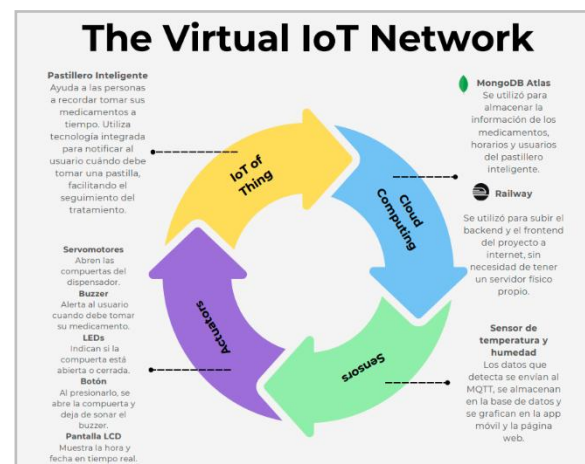 The Virtual IoT Network
Pastillero Inteligente
Ayuda a las personas
a recordar tomar sus
medicamentos a
tiempo. Utiliza
tecnología integrada
para notificar al
usuario cuándo debe
tomar una pastilla,
facilitando el
seguimiento del
tratamiento.
IoT of
Thing
Cloud
Computing
MongoDB Atlas
Se utilizó para
almacenar la
información de los
medicamentos,
horarios y usuarios
del pastillero
inteligente.
Railway
Se utilizó para subir el
backend y el frontend
del proyecto a
internet, sin
necesidad de tener
un servidor físico
propio.
Servomotores
Abren las
compuertas del
dispensador.
Buzzer
Alerta al usuario
cuando debe tomar
su medicamento.
LEDs
Indican si la
compuerta está
abierta o cerrada.
Botón
Al presionarlo, se
abre la compuerta y
deja de sonar el
buzzer.
Pantalla LCD
Muestra la hora y
fecha en tiempo real.
Actuators
Sensors
Sensor de
temperatura y
humedad
Los datos que
detecta se envían al
MQTT, se almacenan
en la base de datos y
se grafican en la app
móvil y la página
web.